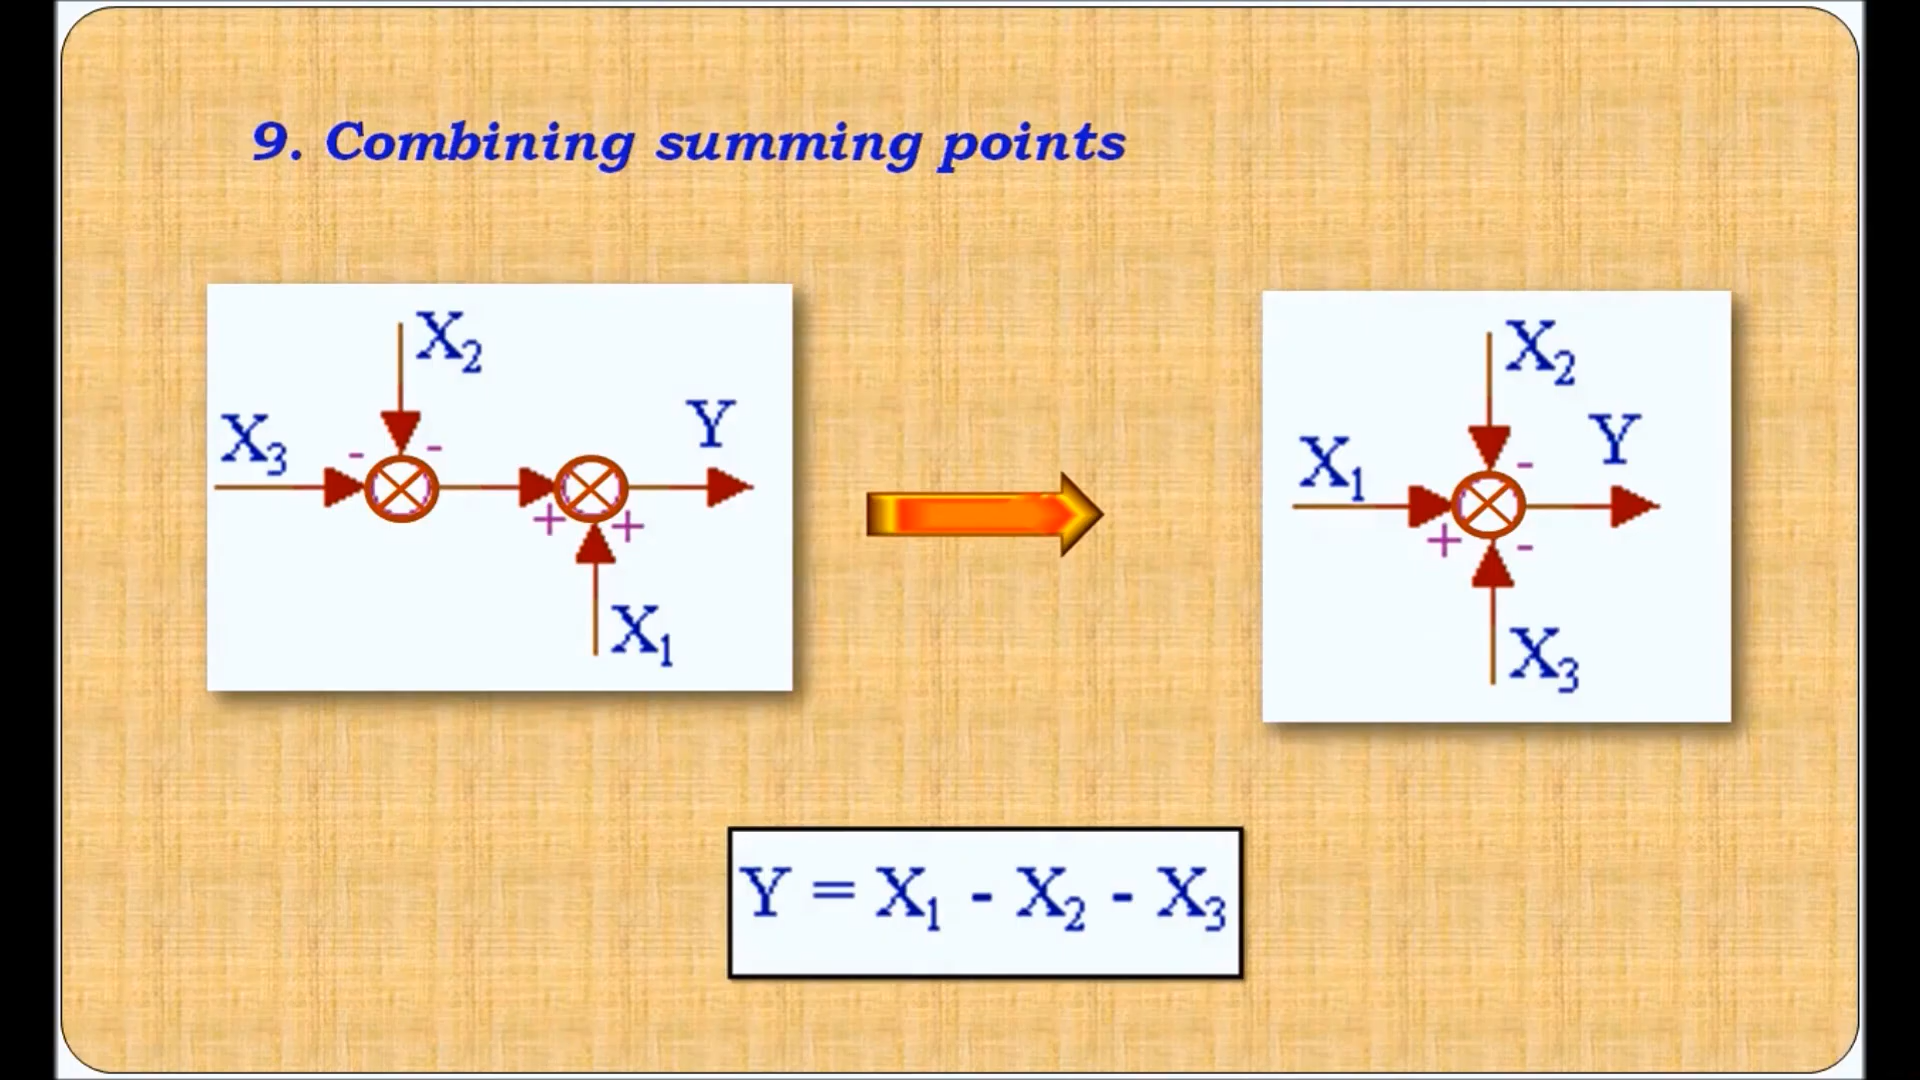 9. Combining summing points
X₂
X₃ - - Y
+ +
X₁
X₂
X₁ - Y
+ -
X₃
Y = X₁ - X₂ - X₃